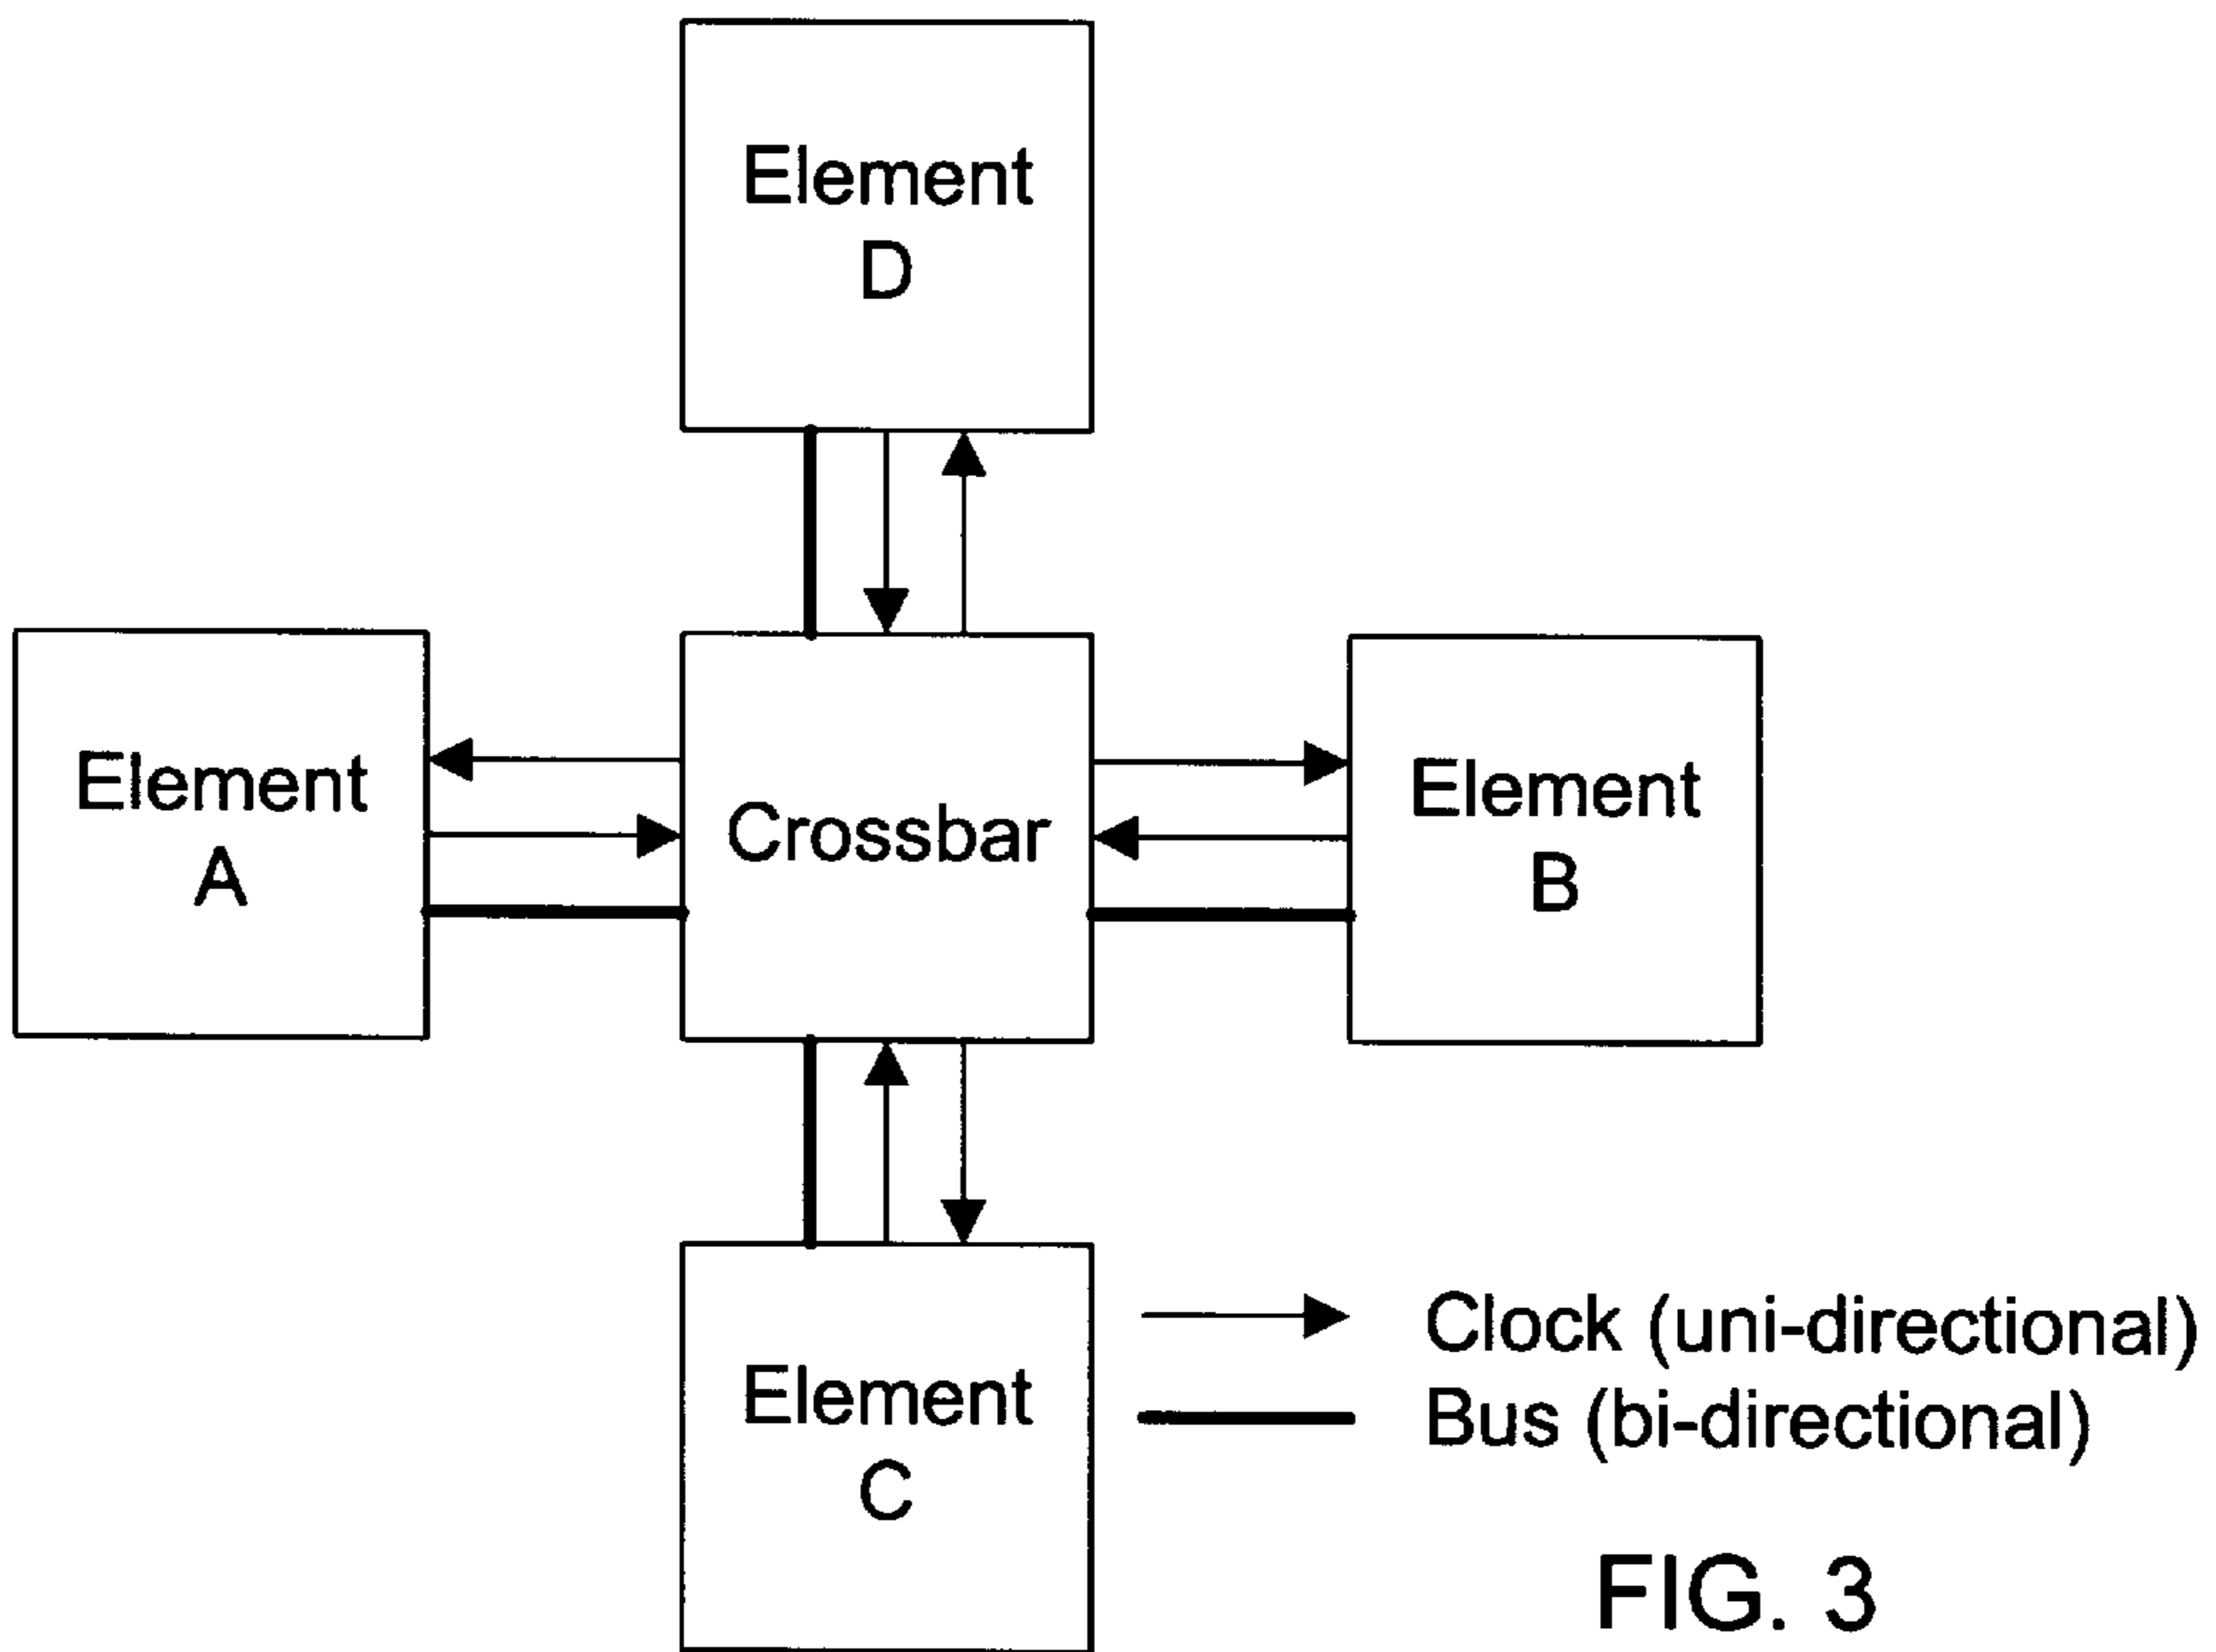 Element
D
Element
A
Crossbar
Element
B
Element
C
Clock (uni-directional)
Bus (bi-directional)
FIG. 3